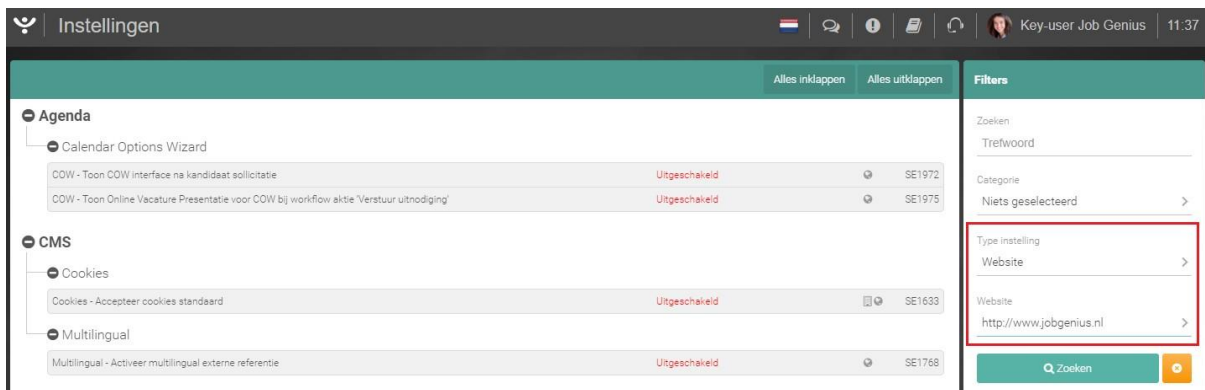 Instellingen
Key-user Job Genius
11:37
Alles inklappen
Alles uitklappen
Agenda
Calendar Options Wizard
COW - Toon COW interface na kandidaat sollicitatie Uitgeschakeld SE1972
COW - Toon Online Vacature Presentatie voor COW bij workflow aktie 'Verstuur uitnodiging' Uitgeschakeld SE1975
CMS
Cookies
Cookies - Accepteer cookies standaard Uitgeschakeld SE1633
Multilingual
Multilingual - Activeer multilingual externe referentie Uitgeschakeld SE1768
Filters
Zoeken
Trefwoord
Categorie
Niets geselecteerd
Type instelling
Website
Website
http://www.jobgenius.nl
Zoeken